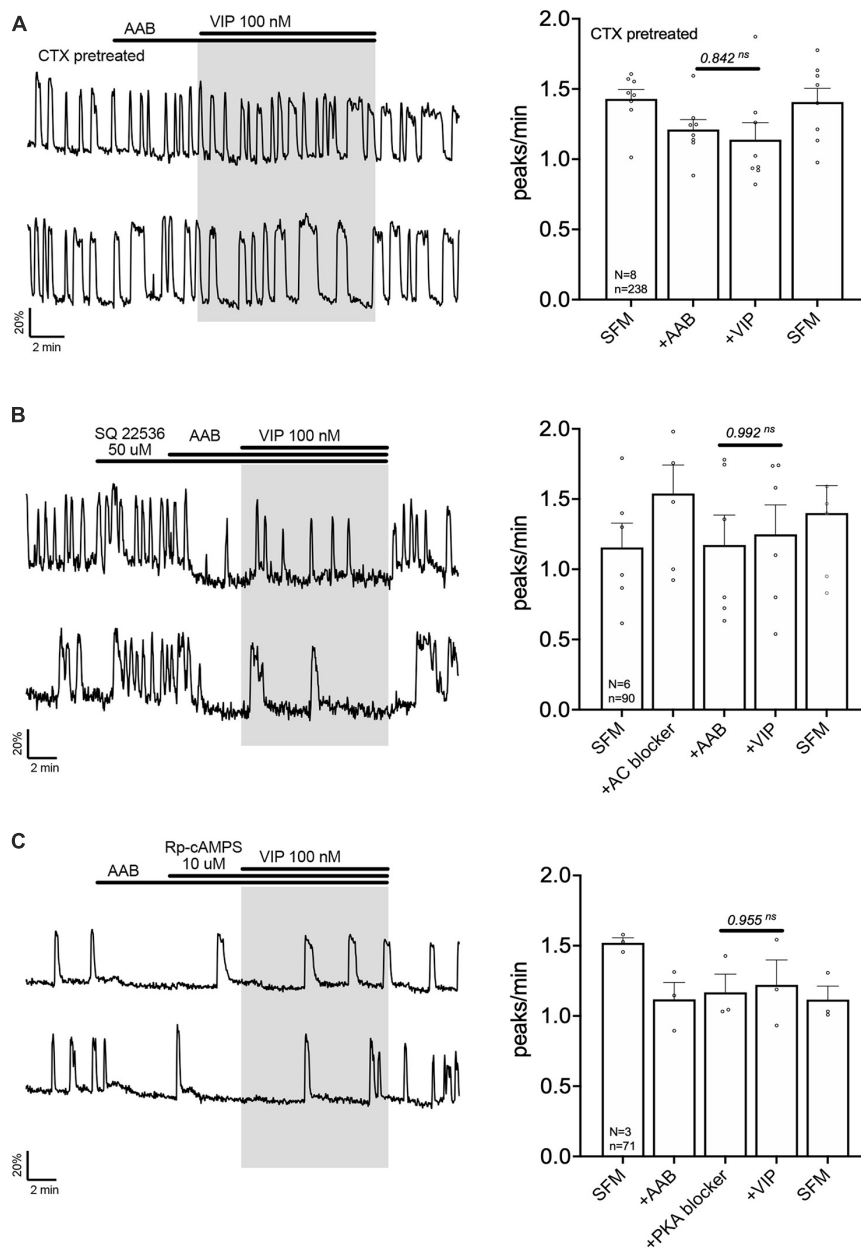 A
AAB
VIP 100 nM
CTX pretreated
20%
2 min
CTX pretreated
0.842 ns
peaks/min
2.0
1.5
1.0
0.5
0.0
N=8
n=238
SFM
+AAB
+VIP
SFM
B
SQ 22536
50 uM
AAB
VIP 100 nM
20%
2 min
0.992 ns
peaks/min
2.0
1.5
1.0
0.5
0.0
N=6
n=90
SFM
+AC blocker
+AAB
+VIP
SFM
C
AAB
Rp-cAMPS
10 uM
VIP 100 nM
20%
2 min
0.955 ns
peaks/min
2.0
1.5
1.0
0.5
0.0
N=3
n=71
SFM
+AAB
+PKA blocker
+VIP
SFM